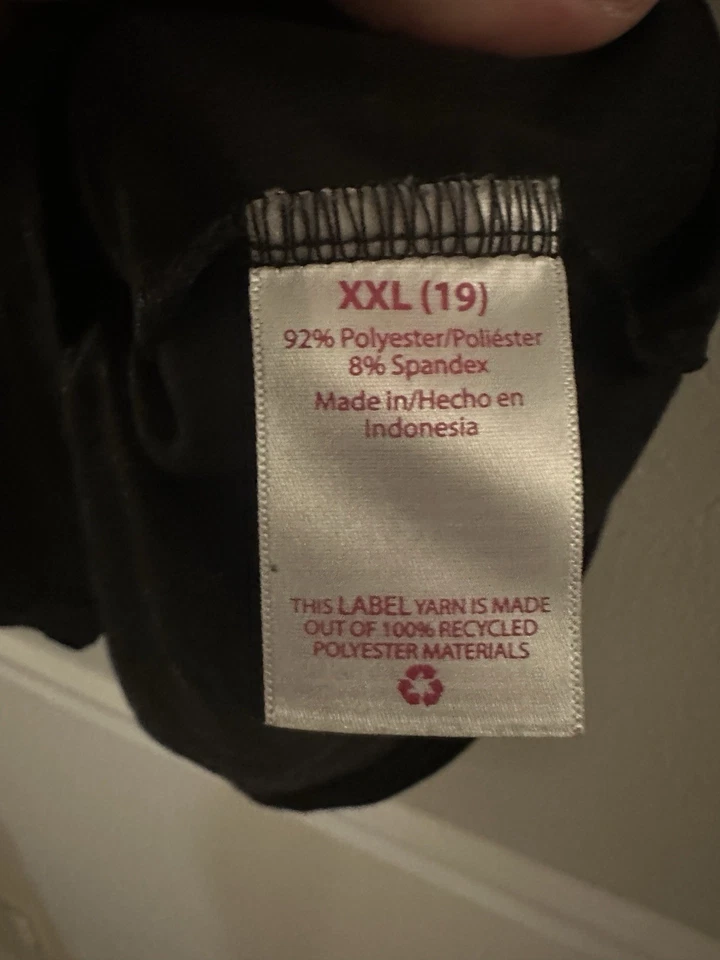 XXL (19)
92% Polyester/Poliéster
8% Spandex
Made in/Hecho en
Indonesia
THIS LABEL YARN IS MADE
OUT OF 100% RECYCLED
POLYESTER MATERIALS